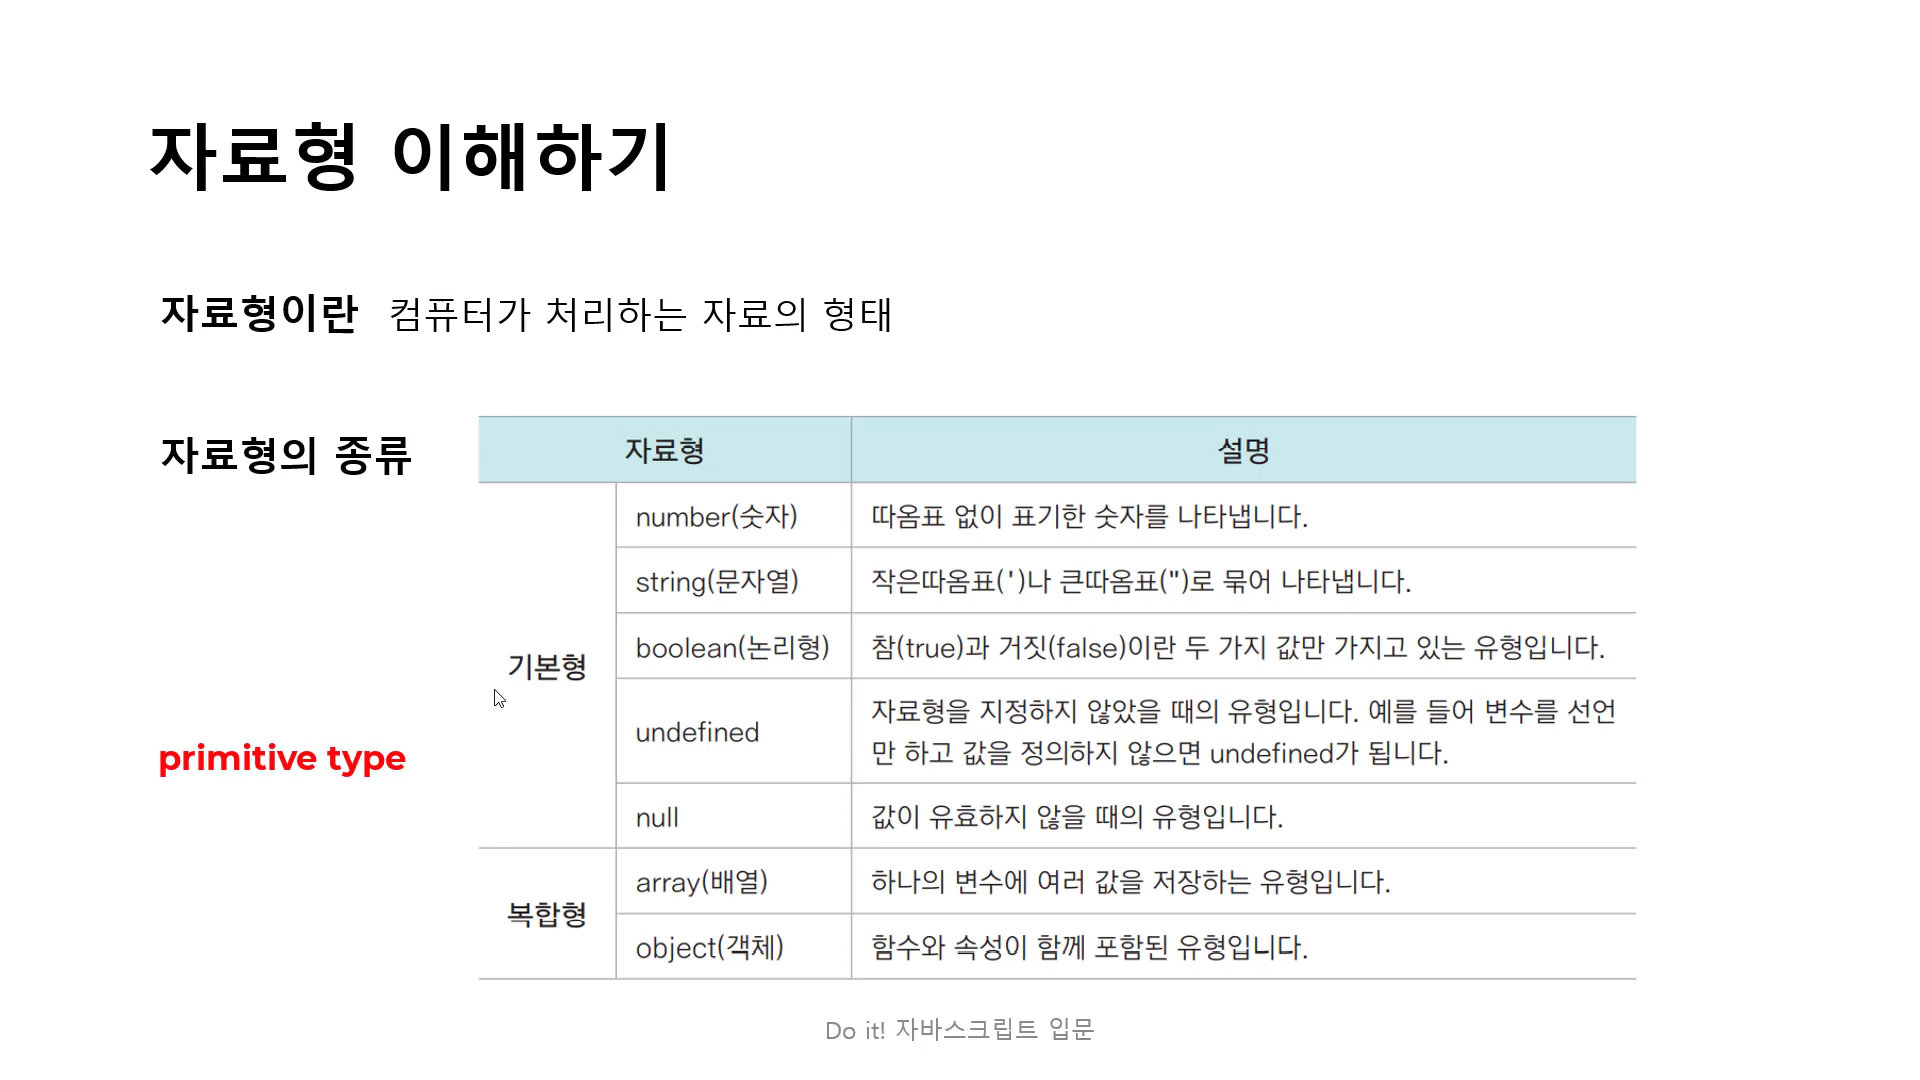 자료형 이해하기
자료형이란 컴퓨터가 처리하는 자료의 형태
자료형의 종류
자료형 설명
기본형
number(숫자) 따옴표 없이 표기한 숫자를 나타냅니다.
string(문자열) 작은따옴표(')나 큰따옴표(")로 묶어 나타냅니다.
boolean(논리형) 참(true)과 거짓(false)이란 두 가지 값만 가지고 있는 유형입니다.
undefined 자료형을 지정하지 않았을 때의 유형입니다. 예를 들어 변수를 선언
만 하고 값을 정의하지 않으면 undefined가 됩니다.
null 값이 유효하지 않을 때의 유형입니다.
복합형
array(배열) 하나의 변수에 여러 값을 저장하는 유형입니다.
object(객체) 함수와 속성이 함께 포함된 유형입니다.
primitive type
Do it! 자바스크립트 입문